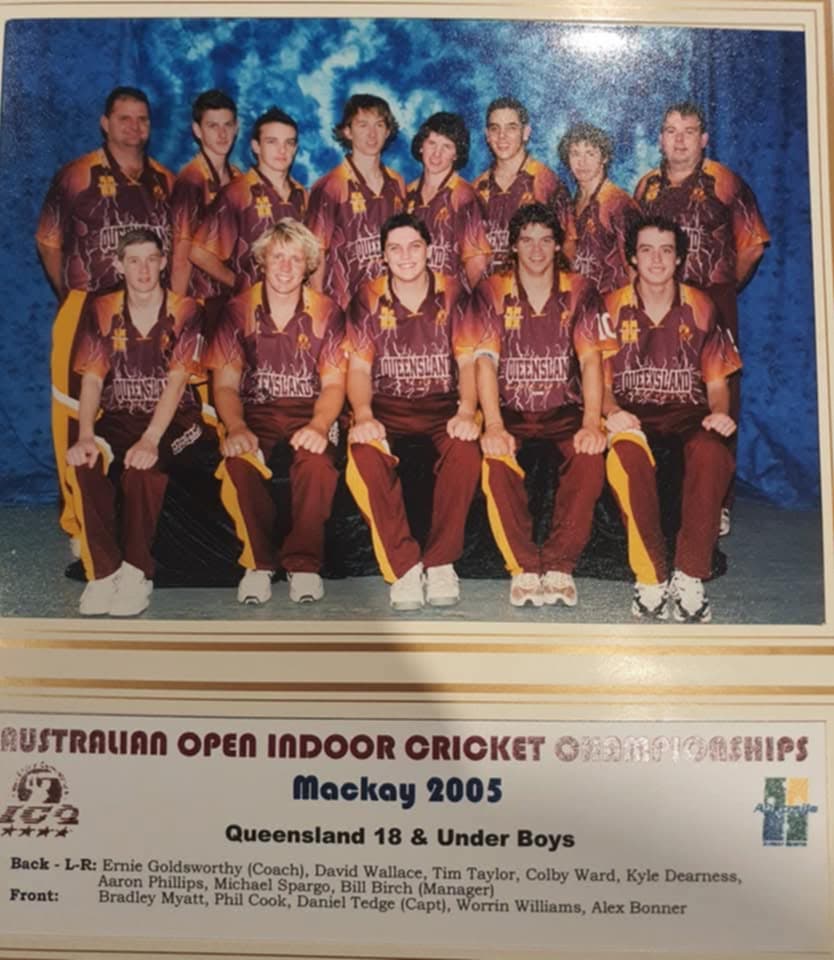 QUEENSLAND
QUEENSLAND
QUEENSLAND
QUEENSLAND
QUEENSLAND
10
AUSTRALIAN OPEN INDOOR CRICKET CHAMPIONSHIPS
Mackay 2005
Queensland 18 & Under Boys
Back - L-R: Ernie Goldsworthy (Coach), David Wallace, Tim Taylor, Colby Ward, Kyle Dearness,
Aaron Phillips, Michael Spargo, Bill Birch (Manager)
Front: Bradley Myatt, Phil Cook, Daniel Tedge (Capt), Worrin Williams, Alex Bonner